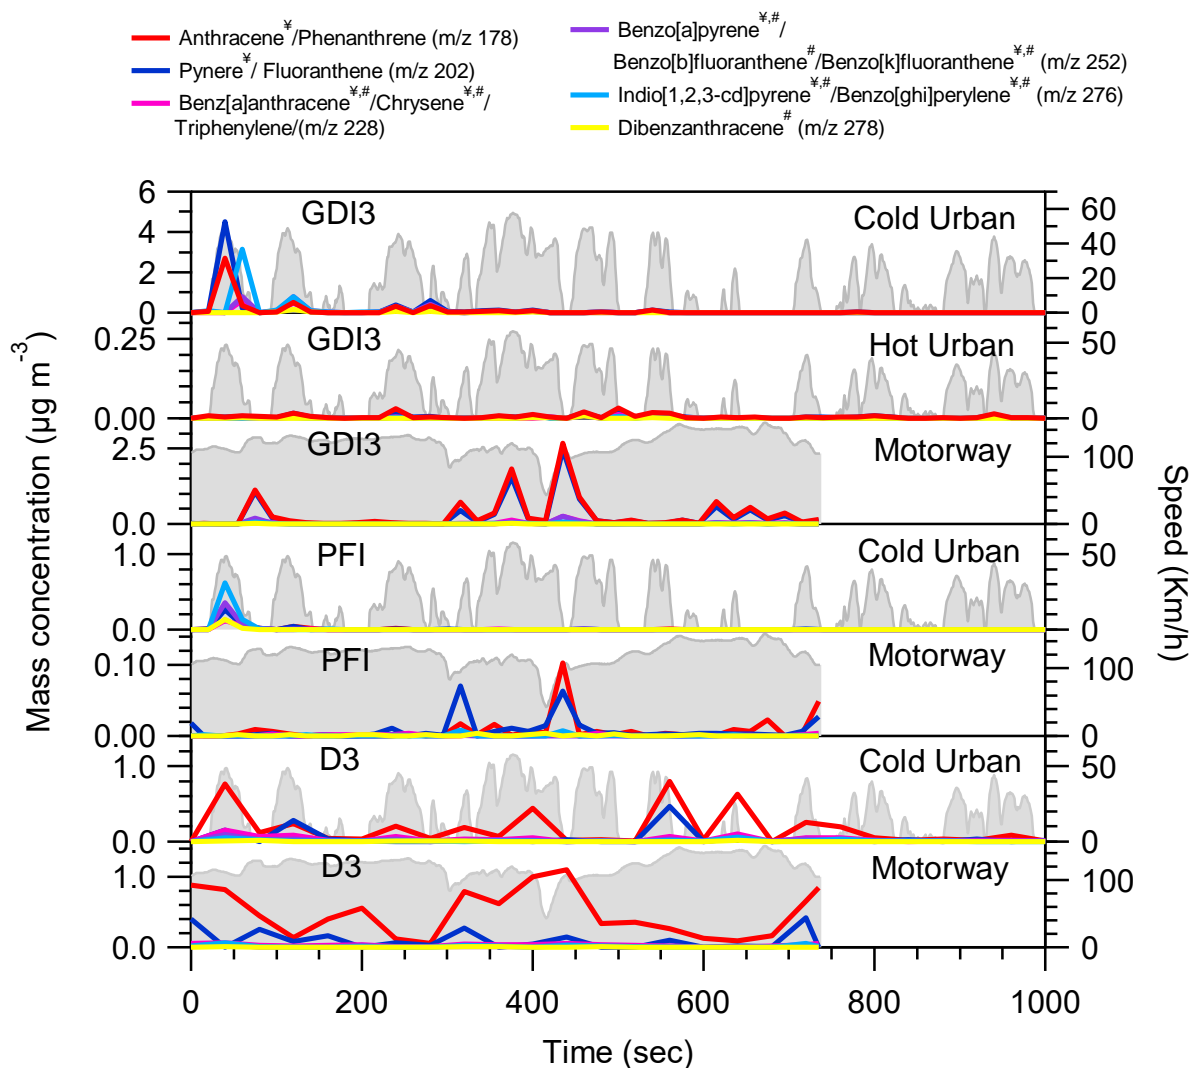 Anthracene¥/Phenanthrene (m/z 178)
Pynere¥/ Fluoranthene (m/z 202)
Benz[a]anthracene¥,#/Chrysene¥,#/
Triphenylene/(m/z 228)
Benzo[a]pyrene¥,#/
Benzo[b]fluoranthene#/Benzo[k]fluoranthene¥,# (m/z 252)
Indio[1,2,3-cd]pyrene¥,#/Benzo[ghi]perylene¥,# (m/z 276)
Dibenzanthracene# (m/z 278)
Mass concentration (µg m-3)
Speed (Km/h)
6
4
2
0
GDI3
Cold Urban
60
40
20
0
0.25
0.00
GDI3
Hot Urban
50
0
2.5
0.0
GDI3
Motorway
100
0
1.0
0.0
PFI
Cold Urban
50
0
0.10
0.00
PFI
Motorway
100
0
1.0
0.0
D3
Cold Urban
50
0
1.0
0.0
D3
Motorway
100
0
0 200 400 600 800 1000
Time (sec)